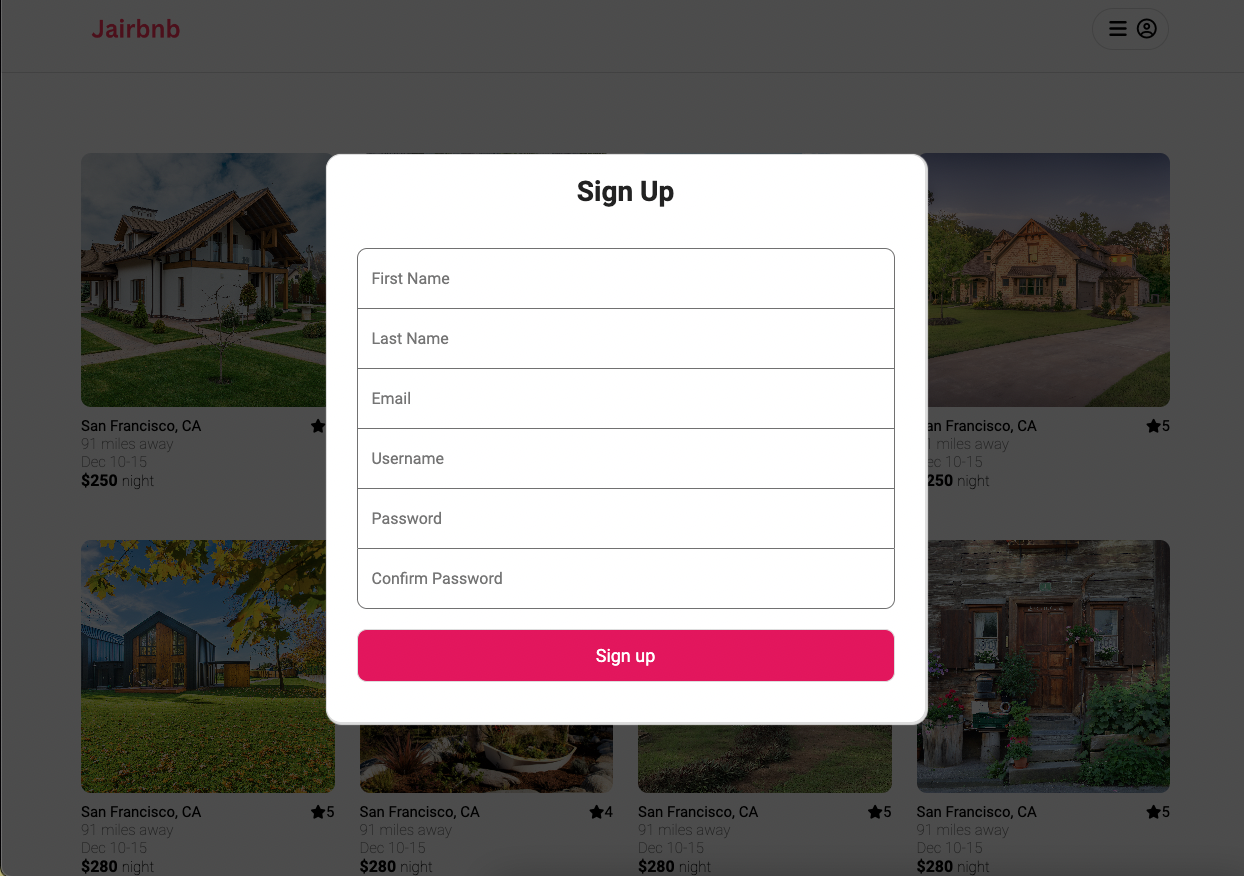 Jairbnb
Sign Up
First Name
Last Name
Email
Username
Password
Confirm Password
Sign up
San Francisco, CA
91 miles away
Dec 10-15
$250 night
an Francisco, CA 5
miles away
ec 10-15
250 night
San Francisco, CA 5
91 miles away
Dec 10-15
$280 night
San Francisco, CA 4
91 miles away
Dec 10-15
$280 night
San Francisco, CA 5
91 miles away
Dec 10-15
$280 night
San Francisco, CA 5
91 miles away
Dec 10-15
$280 night